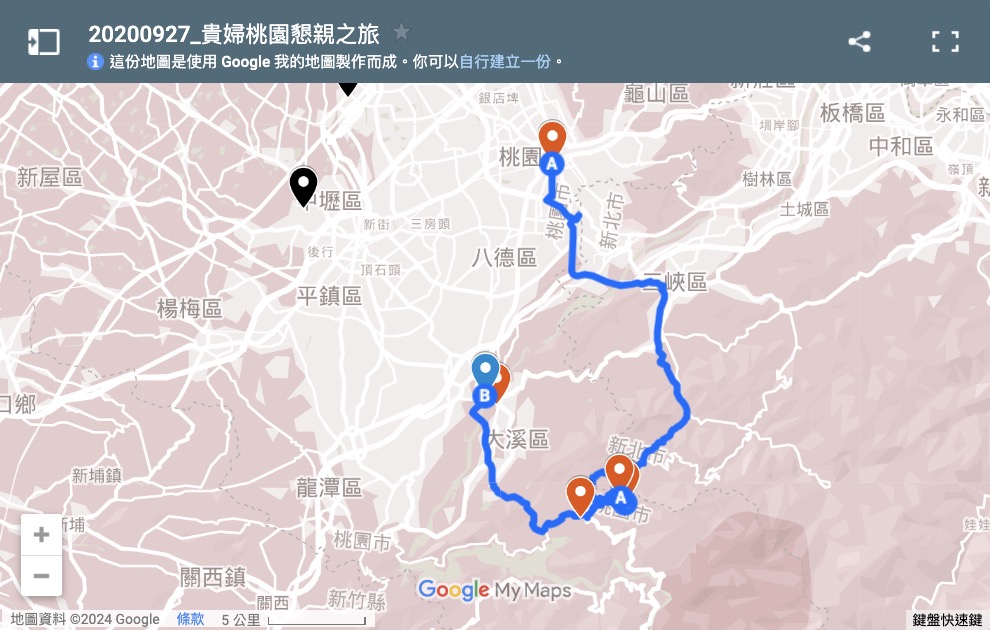 20200927_貴婦桃園懇親之旅
這份地圖是使用 Google 我的地圖製作而成。你可以自行建立一份。
銀店埤
龜山區
板橋區
永和區
圳岸腳
中和區
桃園
嶺頂
新屋區
樹林區
壢區
土城區
桃園市
新北市
新街
三房頭
後行
八德區
頂石頭
三峽區
平鎮區
楊梅區
A
B
口鄉
大溪區
新北市
新埔鎮
龍潭區
A
桃園市
新埔
桃園市
娃娃
關西鎮
關西
新竹縣
Google My Maps
地圖資料 ©2024 Google
條款
5 公里
鍵盤快速鍵